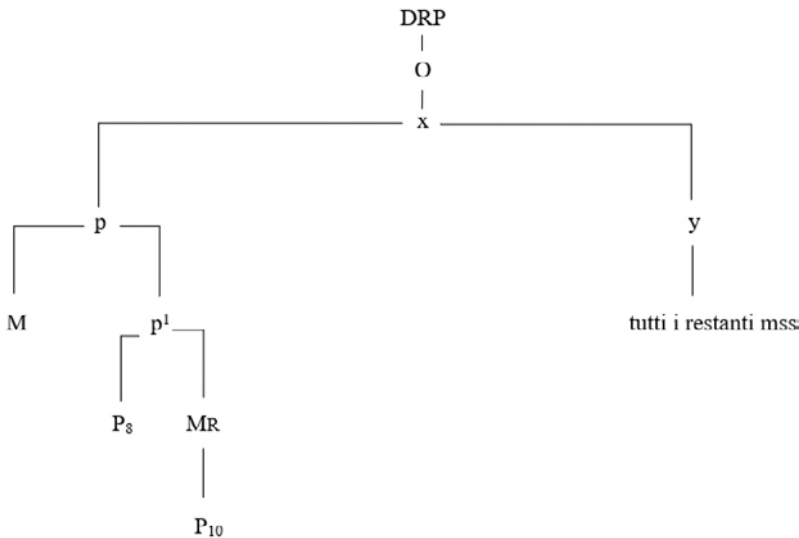 DRP
O
x
p y
M p¹ tutti i restanti mss
P₈ MR
P₁₀